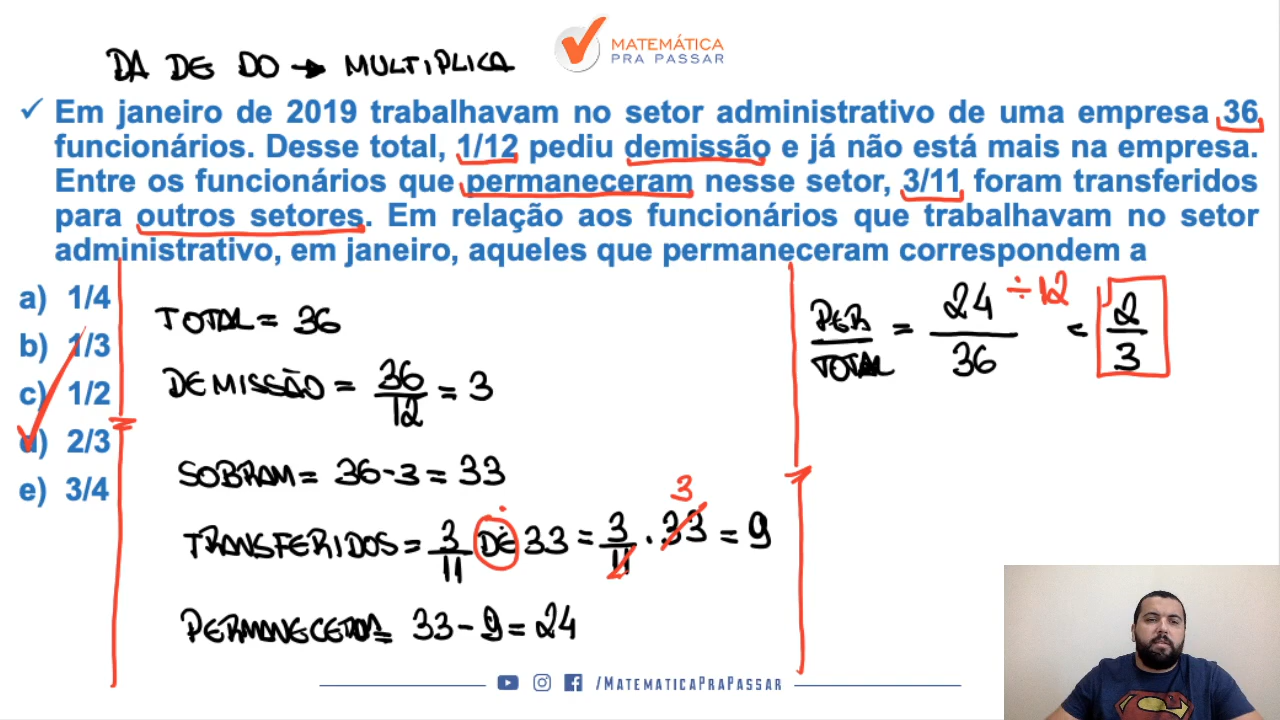 MATEMÁTICA
PRA PASSAR
DA DE DO → MULTIPLICA
✓ Em janeiro de 2019 trabalhavam no setor administrativo de uma empresa 36
funcionários. Desse total, 1/12 pediu demissão e já não está mais na empresa.
Entre os funcionários que permaneceram nesse setor, 3/11 foram transferidos
para outros setores. Em relação aos funcionários que trabalhavam no setor
administrativo, em janeiro, aqueles que permaneceram correspondem a
a) 1/4
b) 1/3
c) 1/2
d) 2/3
e) 3/4
TOTAL = 36
DEMISSÃO = 36/12 = 3
SOBRAM = 36 - 3 = 33
TRANSFERIDOS = 3/11 DE 33 = 3/11 . 33 = 9
3
PERMANECERAM = 33 - 9 = 24
PER/TOTAL = 24/36 = 2/3
÷ 12
/MATEMATICAPRAPASSAR